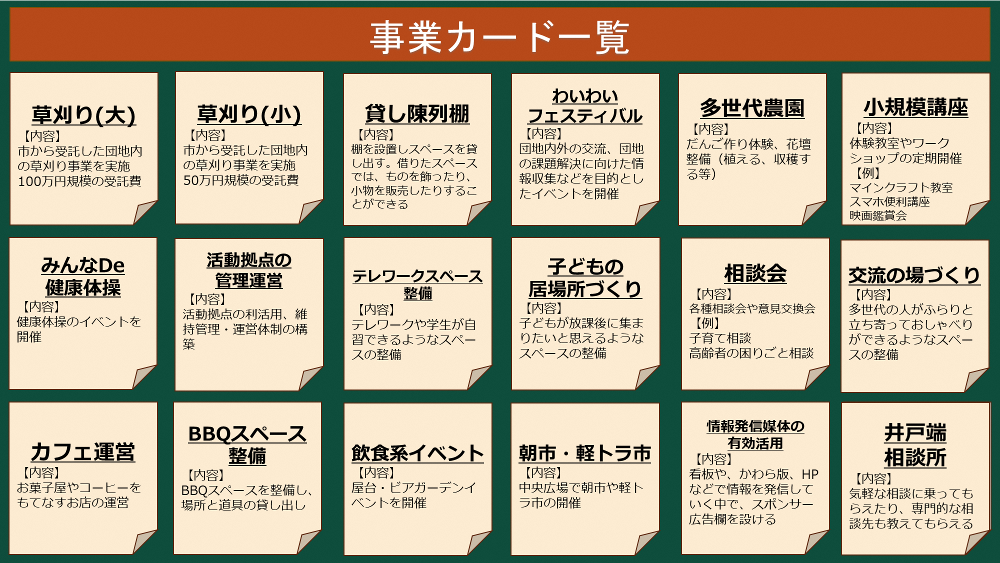 事業カード一覧
草刈り(大)
【内容】
市から受託した団地内
の草刈り事業を実施
100万円規模の受託費
草刈り(小)
【内容】
市から受託した団地内
の草刈り事業を実施
50万円規模の受託費
貸し陳列棚
【内容】
棚を設置しスペースを貸
し出す。借りたスペース
では、ものを飾ったり、
小物を販売したりするこ
とができる
わいわい
フェスティバル
【内容】
団地内外の交流、団地
の課題解決に向けた情
報収集などを目的とし
たイベントを開催
多世代農園
【内容】
だんご作り体験、花壇
整備（植える、収穫す
る等）
小規模講座
【内容】
体験教室やワーク
ショップの定期開催
【例】
マインクラフト教室
スマホ便利講座
映画鑑賞会
みんなDe
健康体操
【内容】
健康体操のイベントを
開催
活動拠点の
管理運営
【内容】
活動拠点の利活用、維
持管理・運営体制の構
築
テレワークスペース
整備
【内容】
テレワークや学生が自
習できるようなスペー
スの整備
子どもの
居場所づくり
【内容】
子どもが放課後に集ま
りたいと思えるような
スペースの整備
相談会
【内容】
各種相談会や意見交換会
【例】
子育て相談
高齢者の困りごと相談
交流の場づくり
【内容】
多世代の人がふらりと
立ち寄っておしゃべり
ができるようなスペー
スの整備
カフェ運営
【内容】
お菓子屋やコーヒーを
もてなすお店の運営
BBQスペース
整備
【内容】
BBQスペースを整備し、
場所と道具の貸し出し
飲食系イベント
【内容】
屋台・ビアガーデンイ
ベントを開催
朝市・軽トラ市
【内容】
中央広場で朝市や軽ト
ラ市の開催
情報発信媒体の
有効活用
【内容】
看板や、かわら版、HP
などで情報を発信して
いく中で、スポンサー
広告欄を設ける
井戸端
相談所
【内容】
気軽な相談に乗っても
らえたり、専門的な相
談先も教えてもらえる